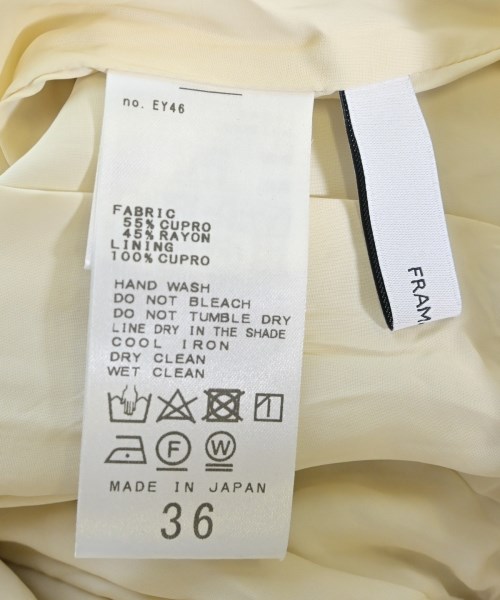 no. EY46
FABRIC
55% CUPRO
45% RAYON
LINING
100% CUPRO
HAND WASH
DO NOT BLEACH
DO NOT TUMBLE DRY
LINE DRY IN THE SHADE
COOL IRON
DRY CLEAN
WET CLEAN
F W
MADE IN JAPAN
36
FRAM